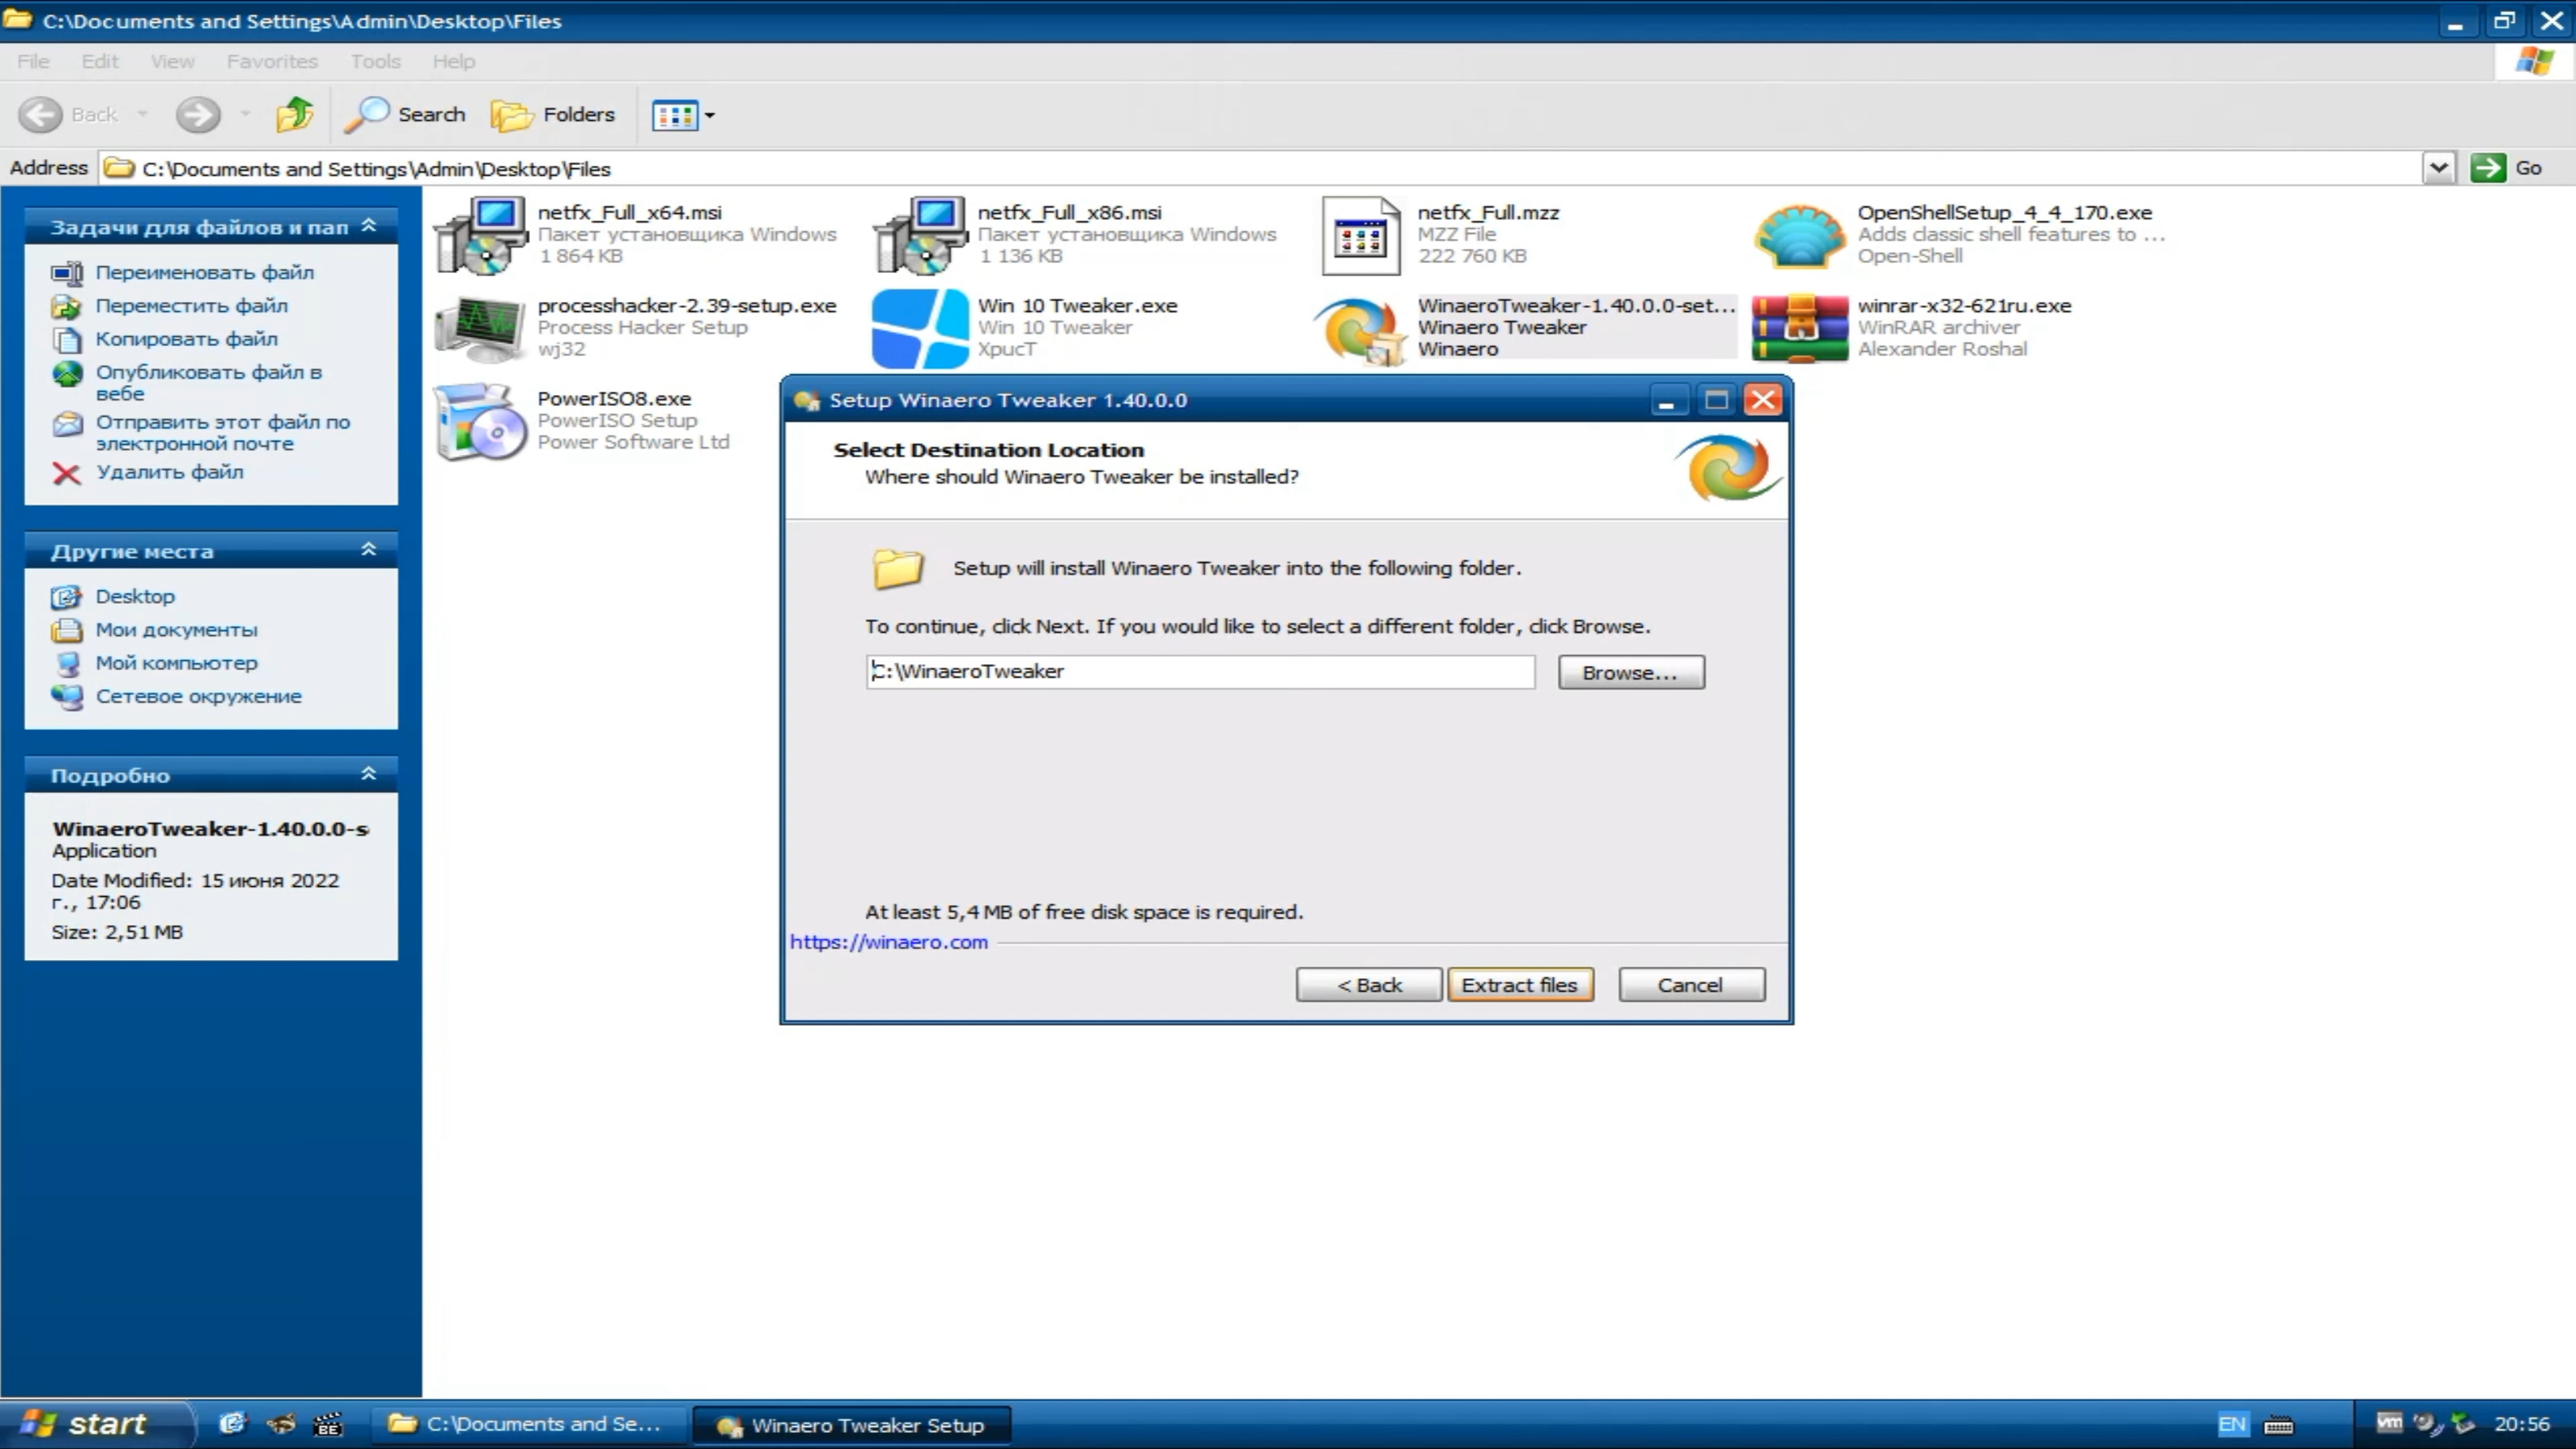 C:\Documents and Settings\Admin\Desktop\Files
File Edit View Favorites Tools Help
Back Search Folders
Address C:\Documents and Settings\Admin\Desktop\Files Go
Задачи для файлов и пап
Переименовать файл
Переместить файл
Копировать файл
Опубликовать файл в
вебе
Отправить этот файл по
электронной почте
Удалить файл
Другие места
Desktop
Мои документы
Мой компьютер
Сетевое окружение
Подробно
WinaeroTweaker-1.40.0.0-s
Application
Date Modified: 15 июня 2022
г., 17:06
Size: 2,51 MB
netfx_Full_x64.msi
Пакет установщика Windows
1 864 KB
netfx_Full_x86.msi
Пакет установщика Windows
1 136 KB
netfx_Full.mzz
MZZ File
222 760 KB
OpenShellSetup_4_4_170.exe
Adds classic shell features to ...
Open-Shell
processhacker-2.39-setup.exe
Process Hacker Setup
wj32
Win 10 Tweaker.exe
Win 10 Tweaker
XpucT
WinaeroTweaker-1.40.0.0-set...
Winaero Tweaker
Winaero
winrar-x32-621ru.exe
WinRAR archiver
Alexander Roshal
PowerISO8.exe
PowerISO Setup
Power Software Ltd
Setup Winaero Tweaker 1.40.0.0
Select Destination Location
Where should Winaero Tweaker be installed?
Setup will install Winaero Tweaker into the following folder.
To continue, click Next. If you would like to select a different folder, click Browse.
C:\WinaeroTweaker
Browse...
At least 5,4 MB of free disk space is required.
https://winaero.com
< Back Extract files Cancel
start BE C:\Documents and Se... Winaero Tweaker Setup EN vm 20:56